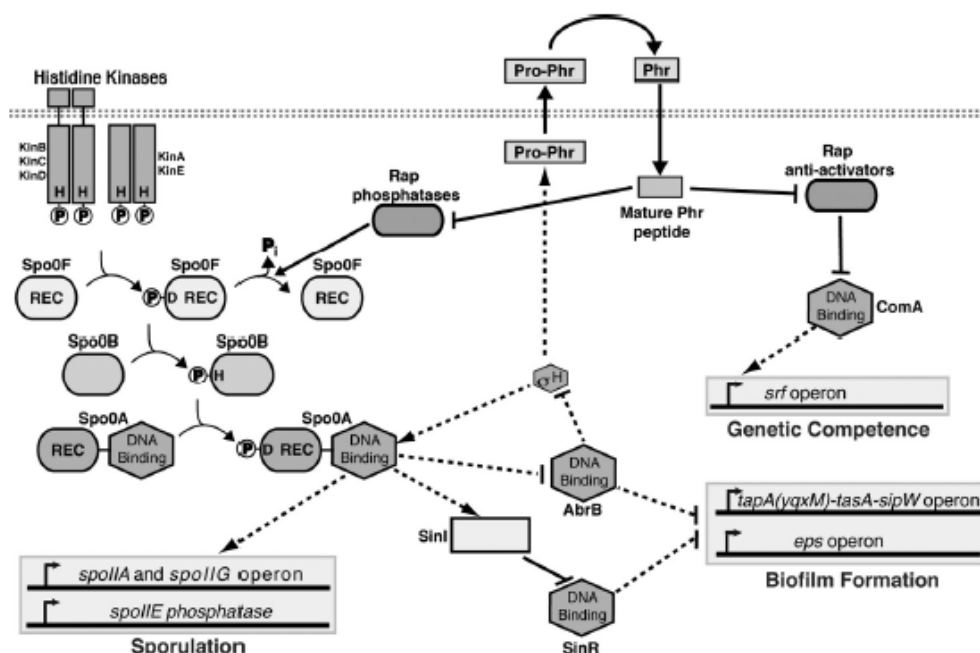 Histidine Kinases
KinB
KinC
KinD
KinA
KinE
H
H
P
P
P
P
Pro-Phr
Phr
Pro-Phr
Mature Phr
peptide
Rap
phosphatases
Rap
anti-activators
Pi
Spo0F
REC
Spo0F
P
D REC
Spo0F
REC
DNA
Binding
ComA
srf operon
Genetic Competence
Spo0B
Spo0B
P
H
σH
Spo0A
REC
DNA
Binding
P
D REC
DNA
Binding
DNA
Binding
AbrB
tapA(yqxM)-tasA-sipW operon
eps operon
Biofilm Formation
SinI
DNA
Binding
SinR
spoIIA and spoIIG operon
spoIIE phosphatase
Sporulation